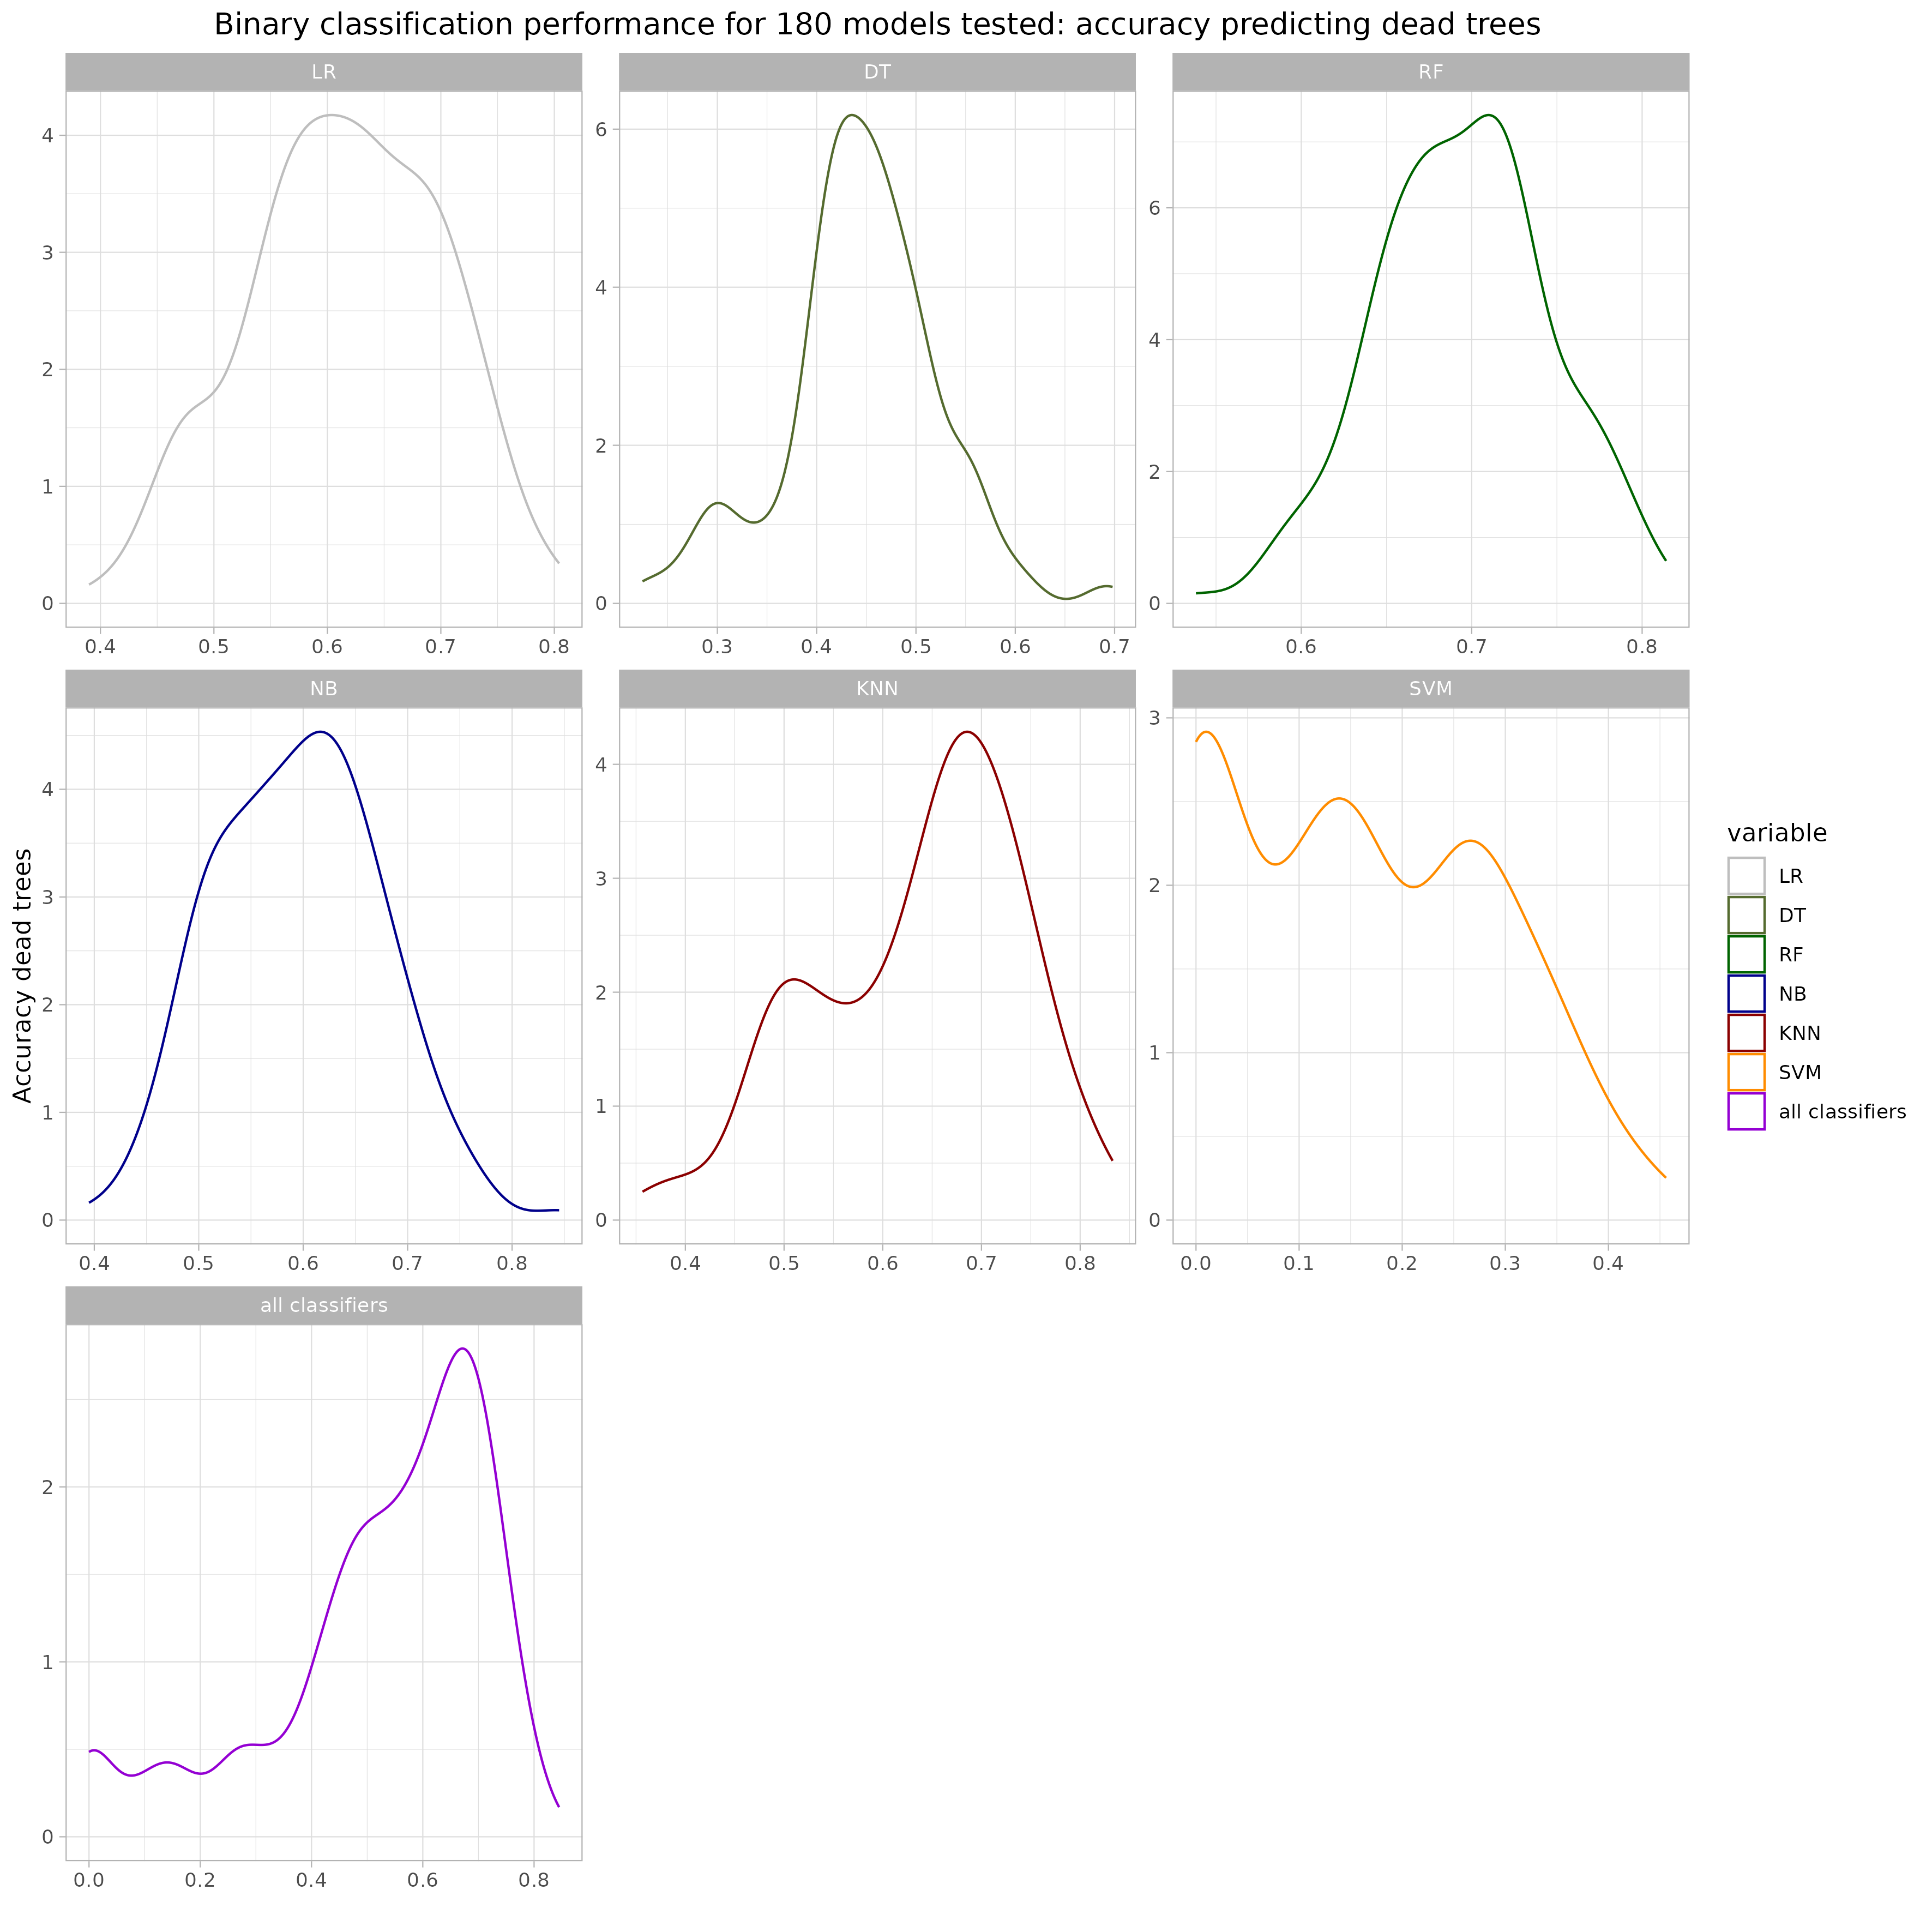 Binary classification performance for 180 models tested: accuracy predicting dead trees
LR
DT
RF
4
3
2
1
0
6
4
2
0
6
4
2
0
0.4 0.5 0.6 0.7 0.8
0.3 0.4 0.5 0.6 0.7
0.6 0.7 0.8
NB
KNN
SVM
4
3
2
1
0
4
3
2
1
0
3
2
1
0
0.4 0.5 0.6 0.7 0.8
0.4 0.5 0.6 0.7 0.8
0.0 0.1 0.2 0.3 0.4
Accuracy dead trees
all classifiers
2
1
0
0.0 0.2 0.4 0.6 0.8
variable
LR
DT
RF
NB
KNN
SVM
all classifiers